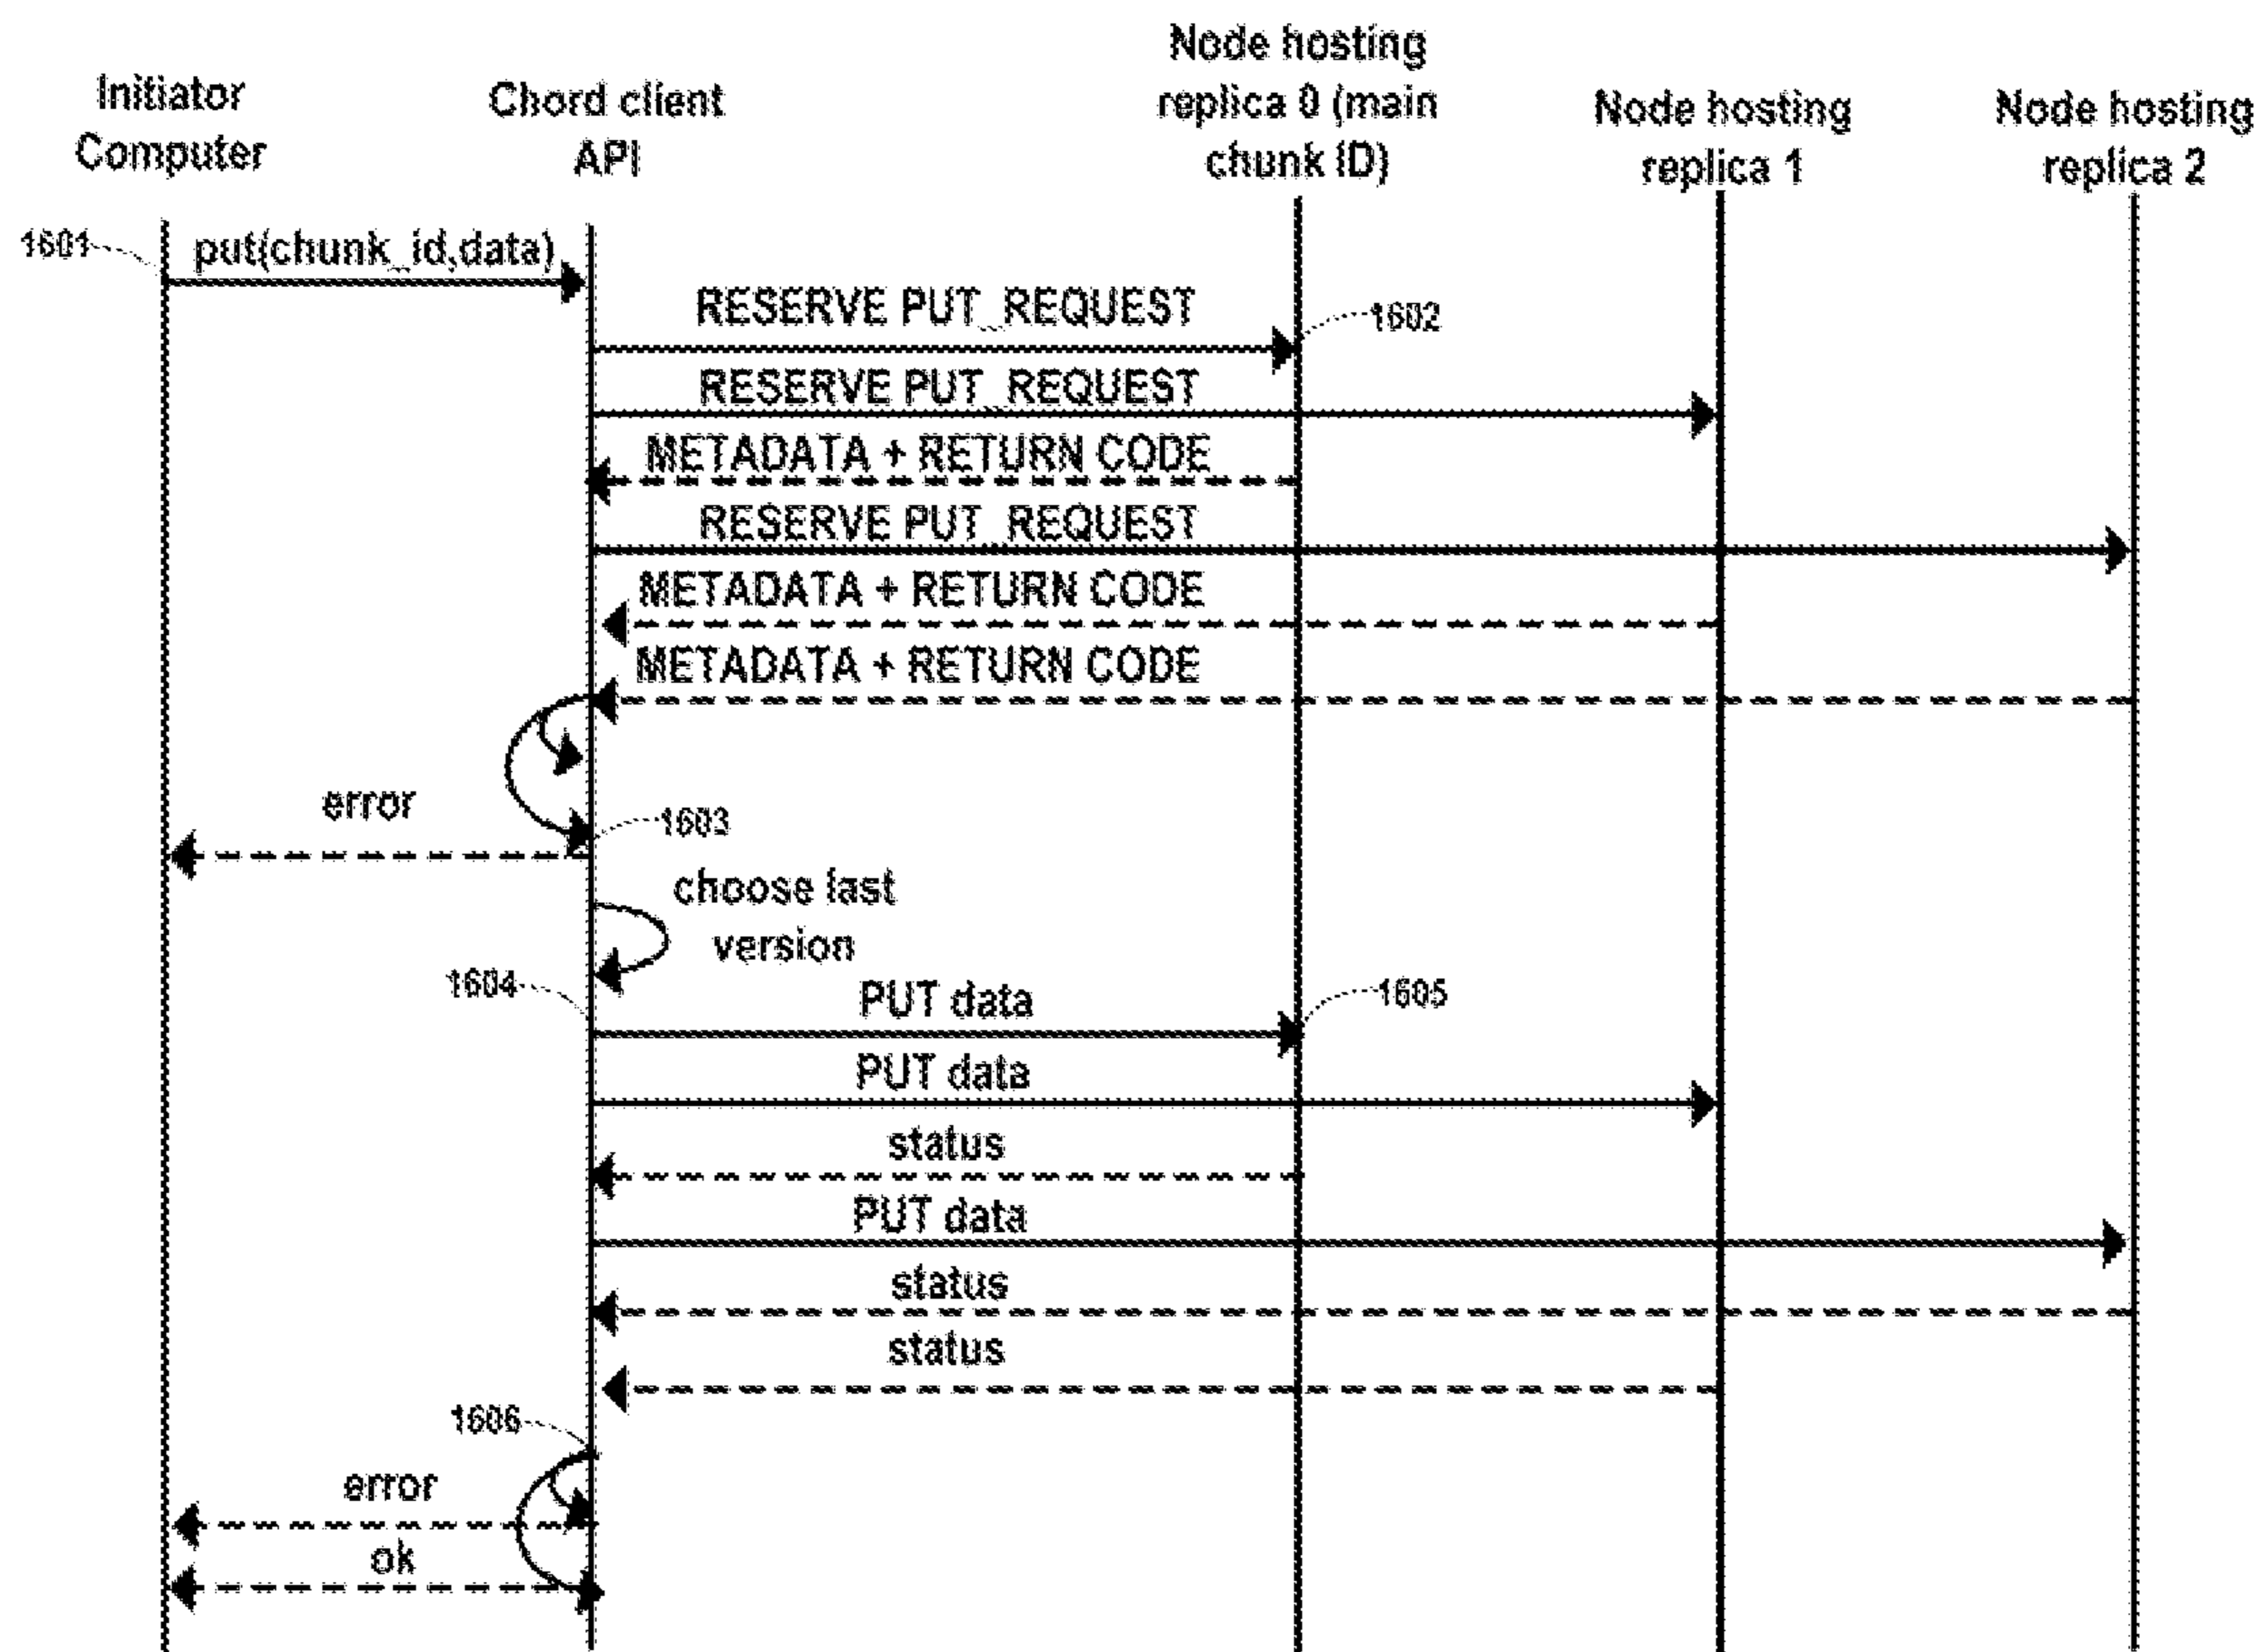 Initiator
Computer
Chord client
API
Node hosting
replica 0 (main
chunk ID)
Node hosting
replica 1
Node hosting
replica 2
1601
put(chunk_id,data)
RESERVE PUT_REQUEST
1602
RESERVE PUT_REQUEST
METADATA + RETURN CODE
RESERVE PUT_REQUEST
METADATA + RETURN CODE
METADATA + RETURN CODE
error
1603
choose last
version
1604
PUT data
1605
PUT data
status
PUT data
status
status
1606
error
ok